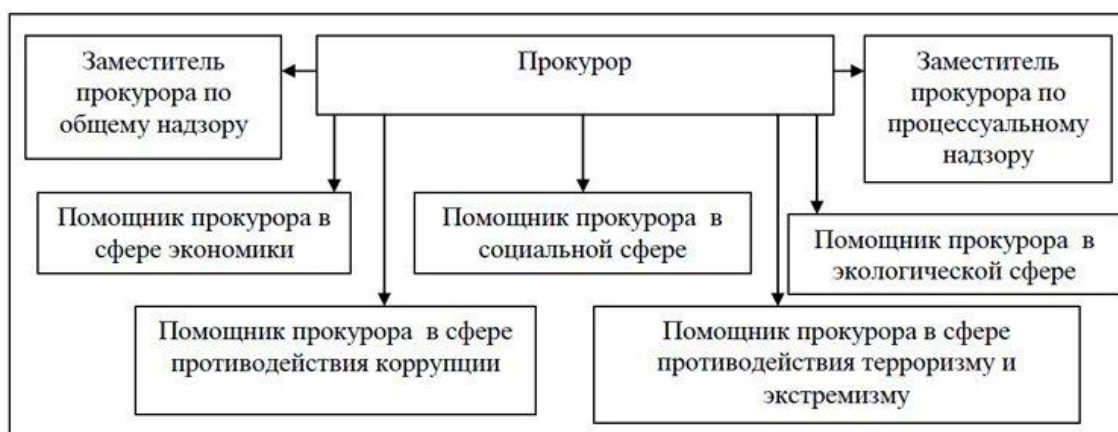 Заместитель
прокурора по
общему надзору
Прокурор
Заместитель
прокурора по
процессуальному
надзору
Помощник прокурора в
сфере экономики
Помощник прокурора в
социальной сфере
Помощник прокурора в
экологической сфере
Помощник прокурора в сфере
противодействия коррупции
Помощник прокурора в сфере
противодействия терроризму и
экстремизму